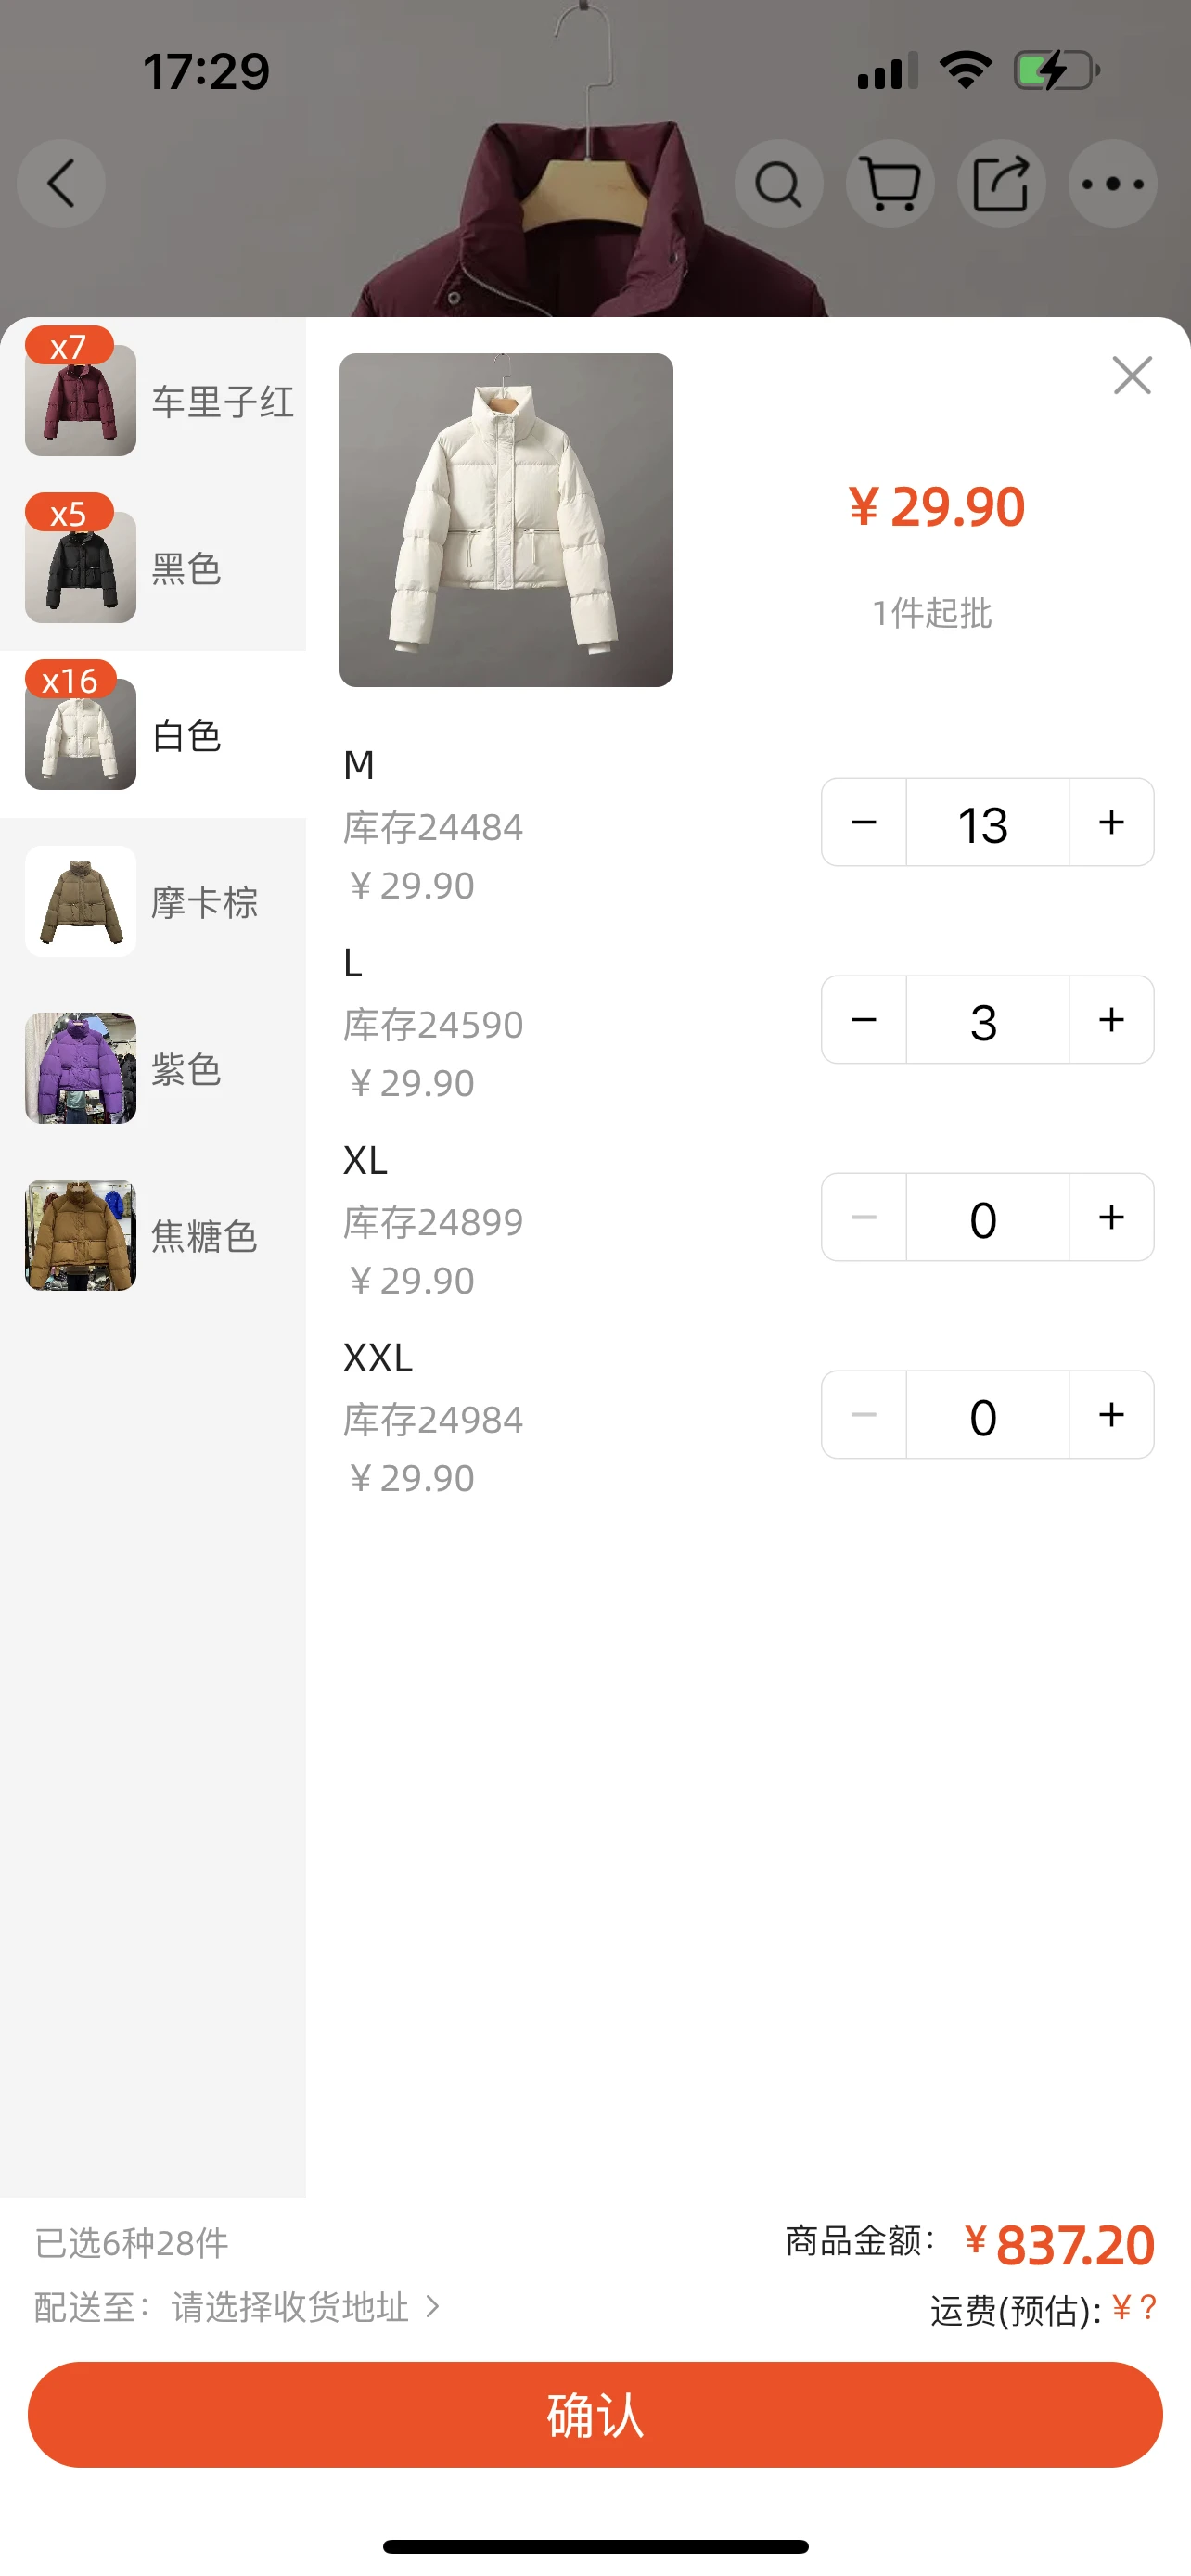 17:29
x7
车里子红
x5
黑色
x16
白色
摩卡棕
紫色
焦糖色
¥ 29.90
1件起批
M
库存24484
¥ 29.90
13
L
库存24590
¥ 29.90
3
XL
库存24899
¥ 29.90
0
XXL
库存24984
¥ 29.90
0
已选6种28件
商品金额: ¥837.20
配送至: 请选择收货地址
运费(预估): ¥ ?
确认